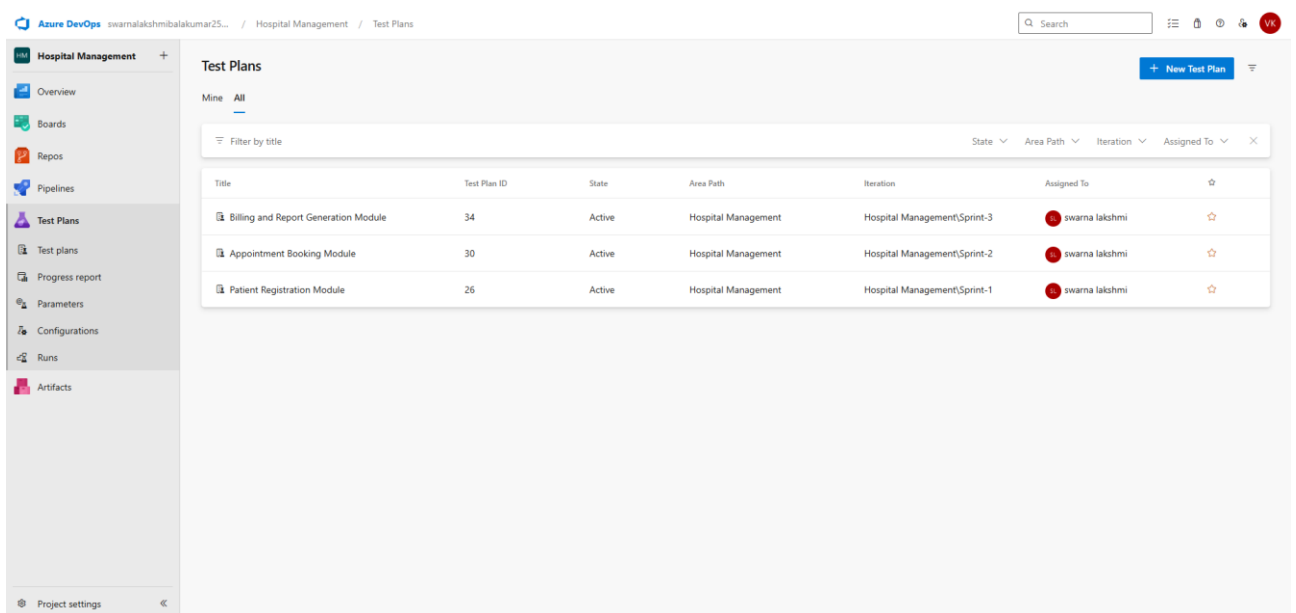 Azure DevOps swarnalakshmibalakumar25... / Hospital Management / Test Plans
Search
VK
HM Hospital Management +
Overview
Boards
Repos
Pipelines
Test Plans
Test plans
Progress report
Parameters
Configurations
Runs
Artifacts
Project settings
Test Plans
+ New Test Plan
Mine All
Filter by title State Area Path Iteration Assigned To
Title Test Plan ID State Area Path Iteration Assigned To
Billing and Report Generation Module 34 Active Hospital Management Hospital Management\Sprint-3 SL swarna lakshmi
Appointment Booking Module 30 Active Hospital Management Hospital Management\Sprint-2 SL swarna lakshmi
Patient Registration Module 26 Active Hospital Management Hospital Management\Sprint-1 SL swarna lakshmi